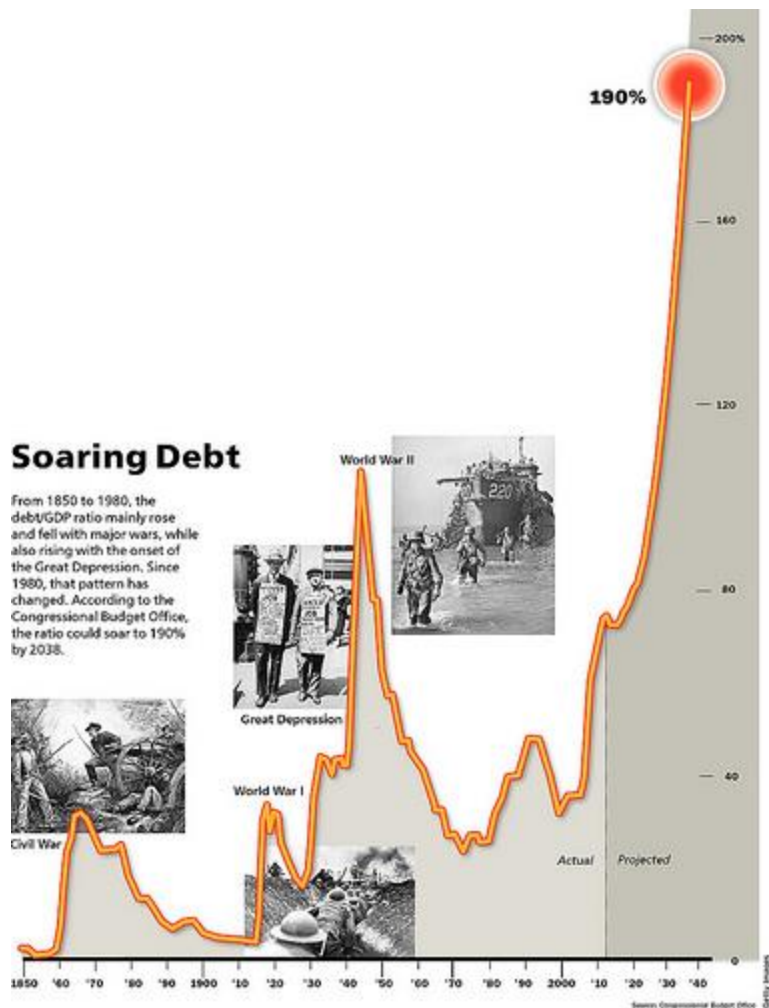 200%
190%
160
120
Soaring Debt
From 1850 to 1980, the
debt/GDP ratio mainly rose
and fell with major wars, while
also rising with the onset of
the Great Depression. Since
1980, that pattern has
changed. According to the
Congressional Budget Office,
the ratio could soar to 190%
by 2038.
World War II
220
80
Great Depression
World War I
40
Civil War
Actual
Projected
0
1850 '60 '70 '80 '90 1900 '10 '20 '30 '40 '50 '60 '70 '80 '90 2000 '10 '20 '30 '40
Source: Congressional Budget Office